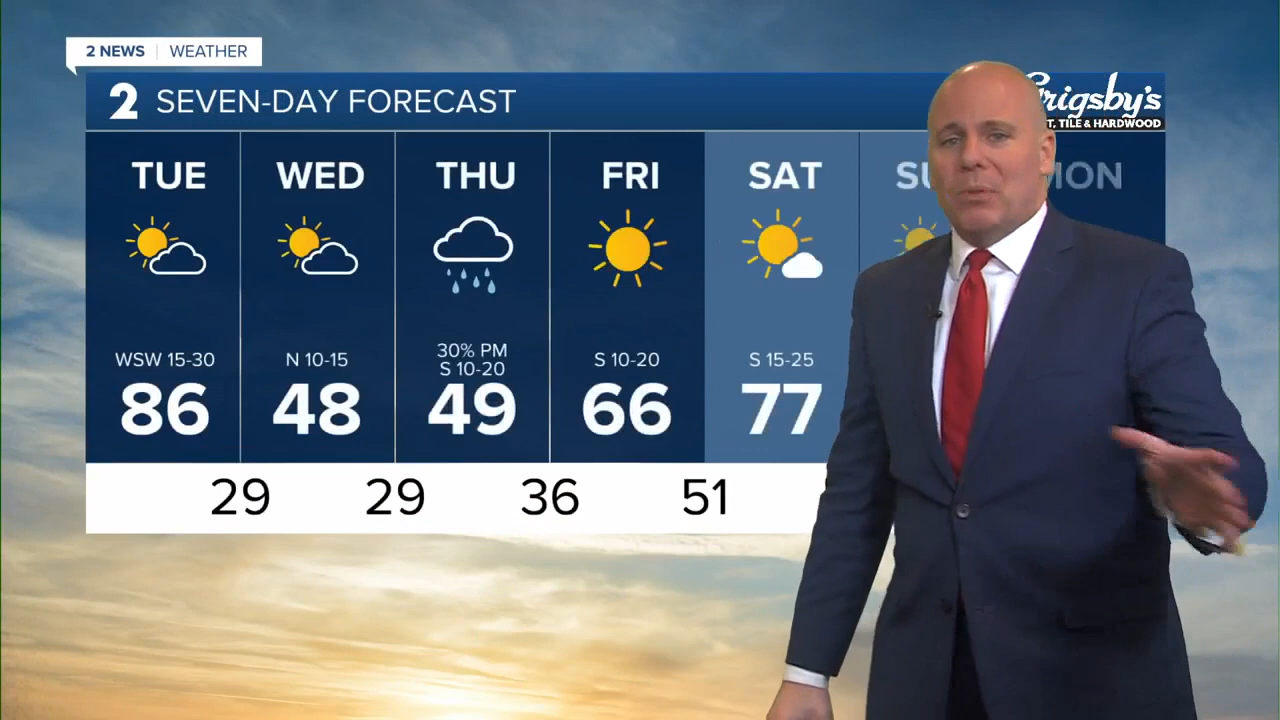 2 NEWS | WEATHER
2 SEVEN-DAY FORECAST
T, TILE & HARDWOOD
TUE WED THU FRI SAT
WSW 15-30 N 10-15 30% PM S 10-20 S 15-25
S 10-20
86 48 49 66 77
29 29 36 51